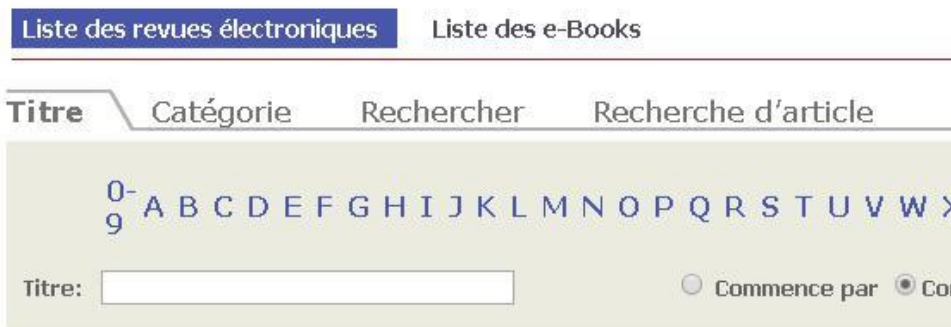 Liste des revues électroniques Liste des e-Books
Titre Catégorie Rechercher Recherche d'article
0-9 A B C D E F G H I J K L M N O P Q R S T U V W
Titre: Commence par